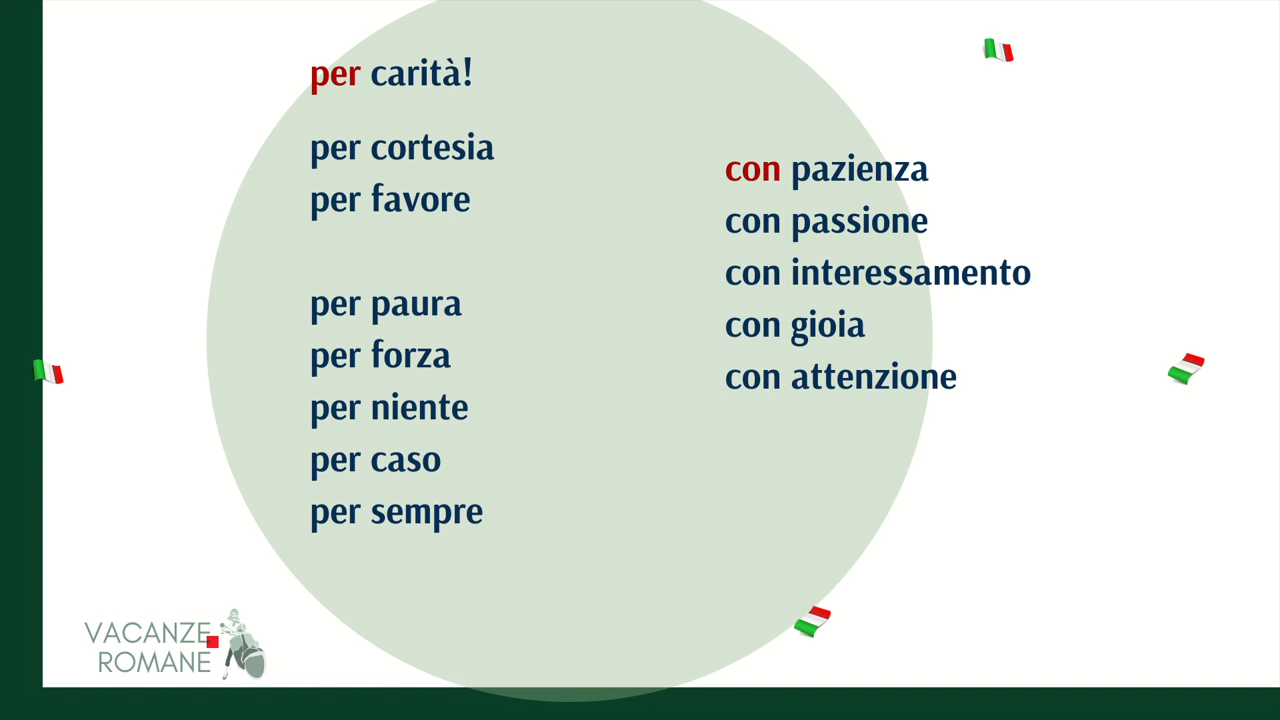 per carità!
per cortesia
per favore
per paura
per forza
per niente
per caso
per sempre
con pazienza
con passione
con interessamento
con gioia
con attenzione
VACANZE
ROMANE